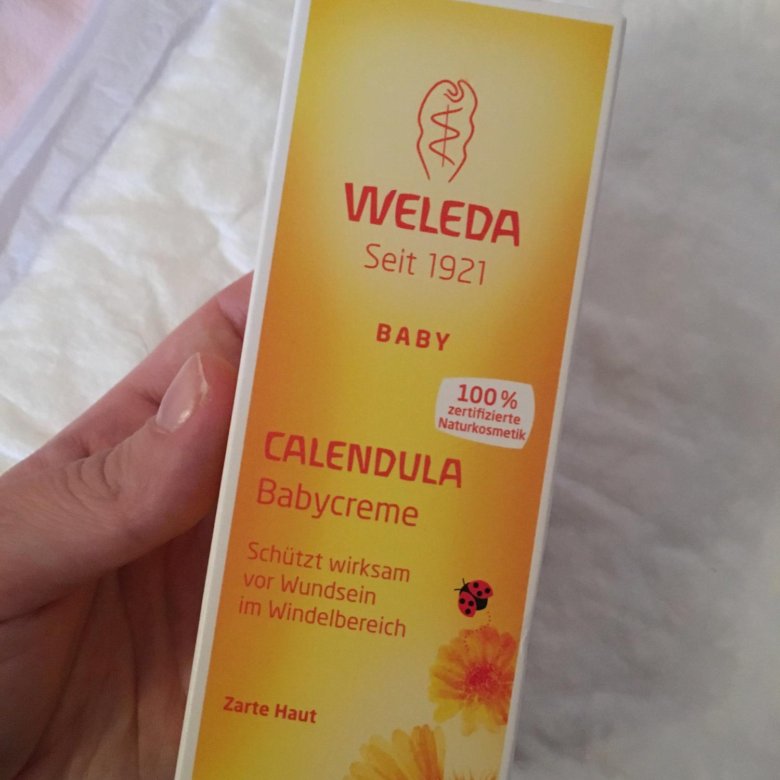 WELEDA
Seit 1921
BABY
100 %
zertifizierte
Naturkosmetik
CALENDULA
Babycreme
Schützt wirksam
vor Wundsein
im Windelbereich
Zarte Haut